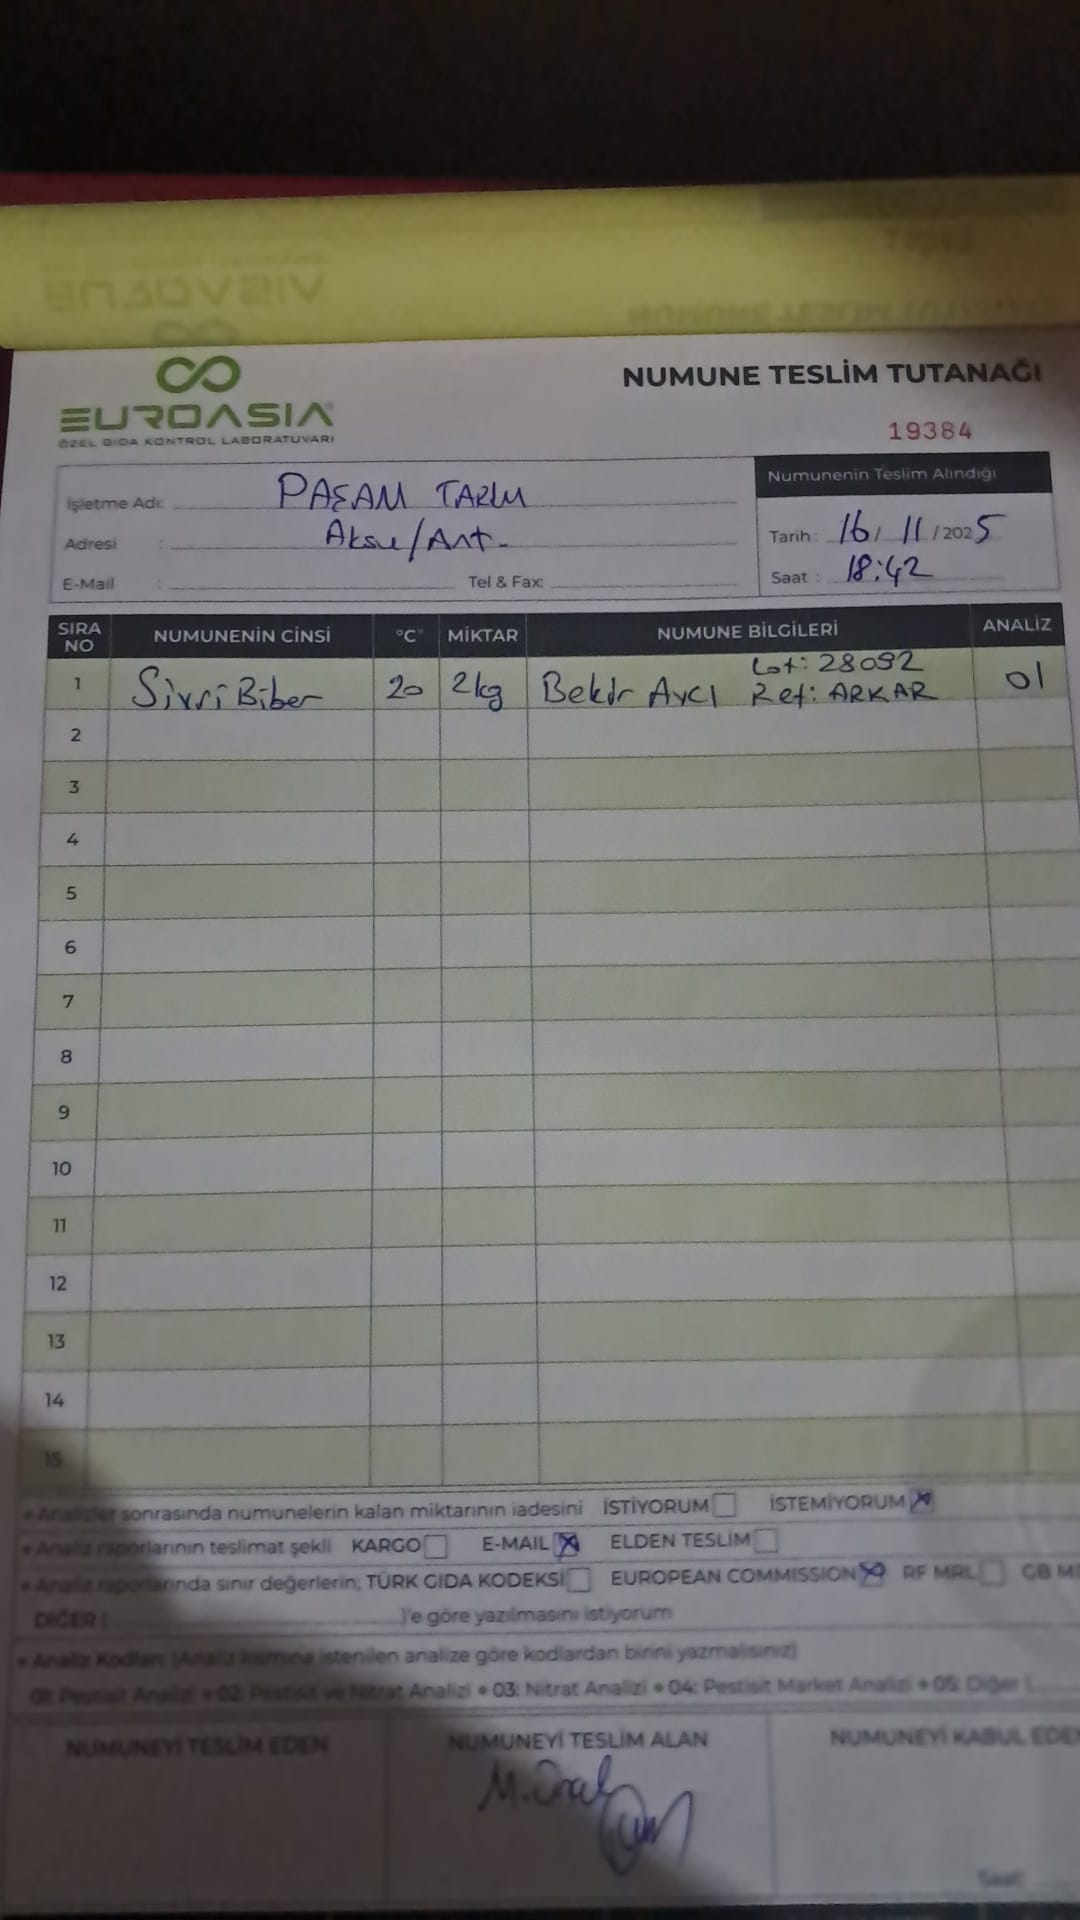 EUROASIA
ÖZEL GIDA KONTROL LABORATUVARI
NUMUNE TESLİM TUTANAĞI
19384
İşletme Adı: PAŞAM TARIM
Adresi : Aksu/Ant.
E-Mail : Tel & Fax:
Numunenin Teslim Alındığı
Tarih : 16/11/2025
Saat : 18:42
SIRA NO NUMUNENİN CİNSİ °C MİKTAR NUMUNE BİLGİLERİ ANALİZ
1 Sivri Biber 20 2kg Bekir Avcı Lot: 28092 Ref: ARKAR 01
2
3
4
5
6
7
8
9
10
11
12
13
14
15
• Analizler sonrasında numunelerin kalan miktarının iadesini İSTİYORUM İSTEMİYORUM
• Analiz raporlarının teslimat şekli KARGO E-MAIL ELDEN TESLİM
• Analiz raporlarında sınır değerlerin; TÜRK GIDA KODEKSİ EUROPEAN COMMISSION RF MRL GB
DİĞER ( )'e göre yazılmasını istiyorum
• Analiz Kodları: (Analiz kısmına istenilen analize göre kodlardan birini yazmalısınız)
01: Pestisit Analizi • 02: Pestisit ve Nitrat Analizi • 03: Nitrat Analizi • 04: Pestisit Market Analizi • 05: Diğer (
NUMUNEYİ TESLİM EDEN NUMUNEYİ TESLİM ALAN NUMUNEYİ KABUL EDEN
Saat: